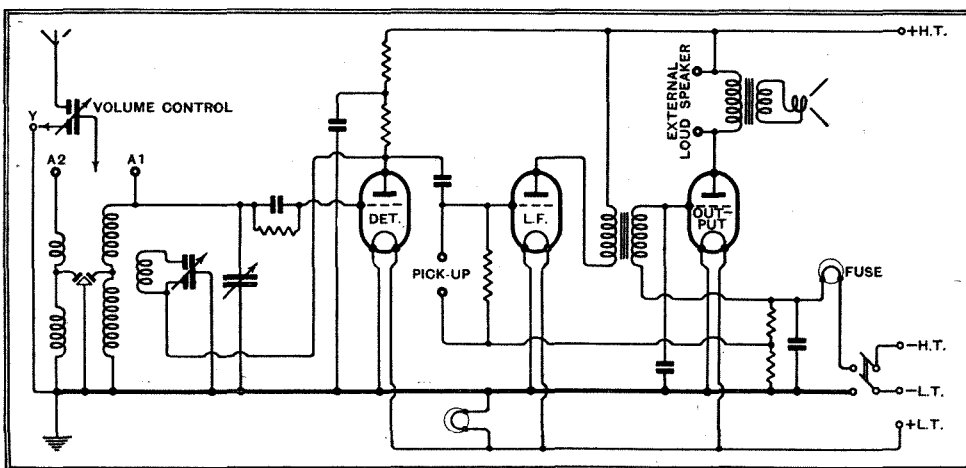 +H.T.
VOLUME CONTROL
Y
EXTERNAL
LOUD SPEAKER
A2
A1
DET.
L.F.
OUT-
PUT
PICK-UP
FUSE
-H.T.
-L.T.
+L.T.